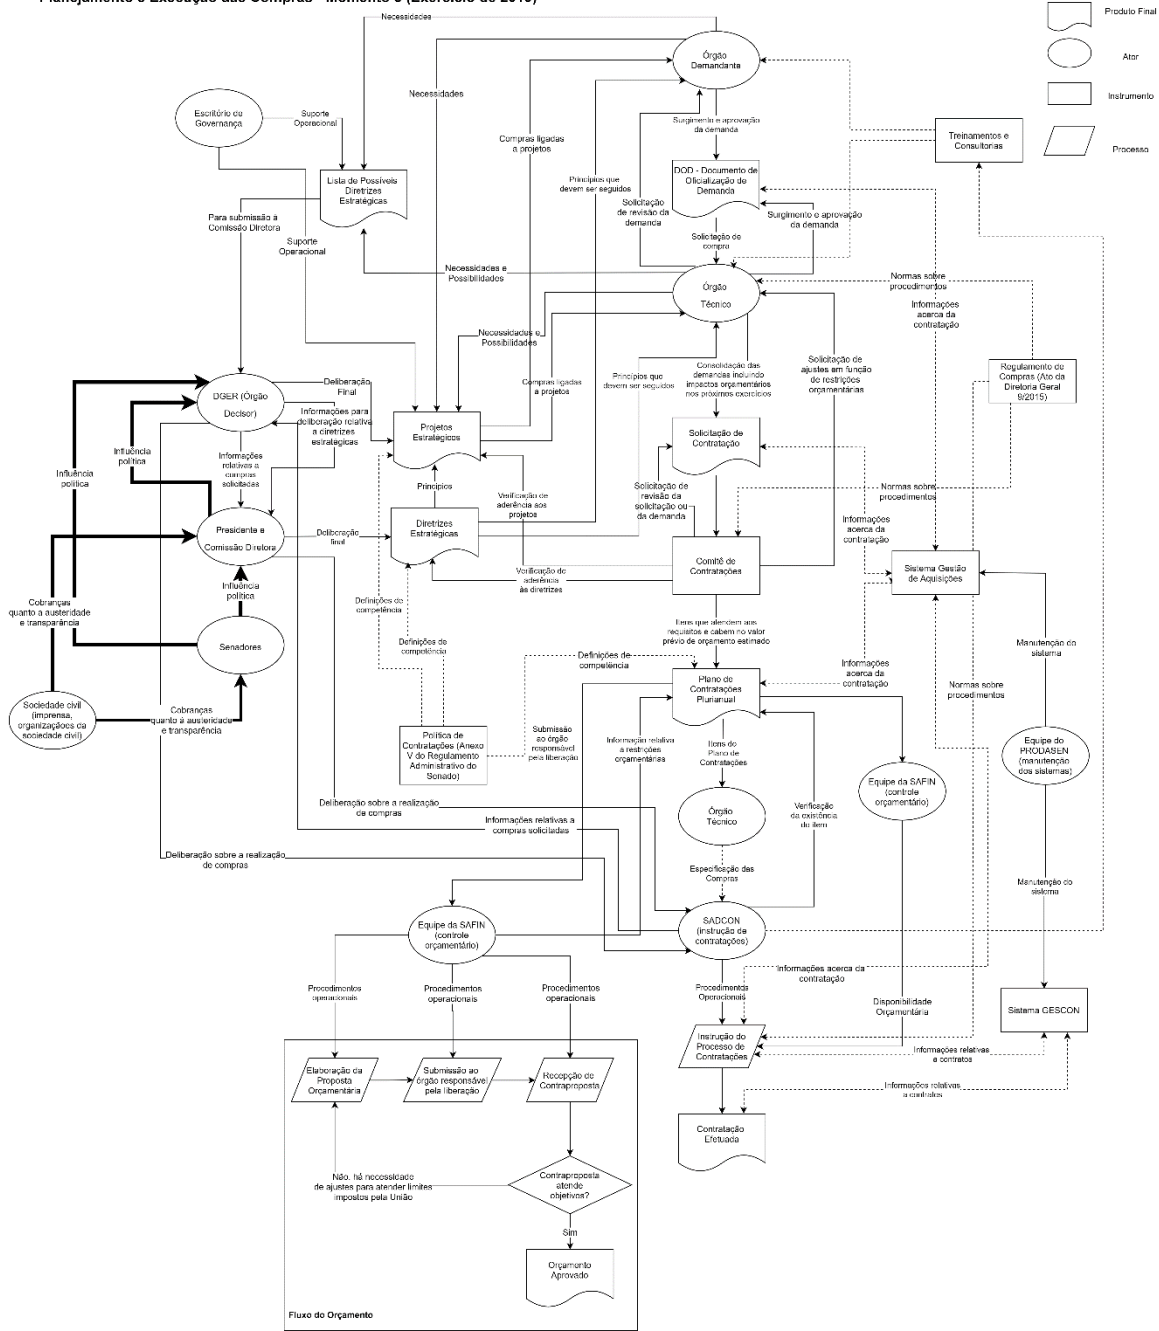 Planejamento e Execução das Compras - Momento 3 (Exercício de 2019)
Produto Final
Ator
Instrumento
Processo
Necessidades
Órgão
Demandante
Necessidades
Escritório de
Governança
Suporte
Operacional
Surgimento e aprovação
da demanda
Treinamentos e
Consultorias
Compras ligadas
a projetos
Lista de Possíveis
Diretrizes
Estratégicas
DOD - Documento de
Oficialização de
Demanda
Princípios que
devem ser seguidos
Solicitação
de revisão da
demanda
Surgimento e aprovação
da demanda
Para submissão à
Comissão Diretora
Suporte
Operacional
Solicitação de
compra
Necessidades e
Possibilidades
Órgão
Técnico
Normas sobre
procedimentos
Informações
acerca da
contratação
Necessidades e
Possibilidades
Princípios que
devem ser seguidos
Consolidação das
demandas incluindo
impactos orçamentários
nos próximos exercícios
Solicitação de
ajustes em função
de restrições
orçamentárias
Regulamento de
Compras (Ato da
Diretoria Geral
9/2015)
DGER (Órgão
Decisor)
Deliberação
Final
Compras ligadas
a projetos
Informações para
deliberação relativa
a diretrizes
estratégicas
Projetos
Estratégicos
Solicitação de
Contratação
Influência
política
Influência
política
Informações
relativas a
compras
solicitadas
Princípios
Verificação de
aderência aos
projetos
Solicitação de
revisão da
solicitação ou
da demanda
Normas sobre
procedimentos
Presidente e
Comissão Diretora
Deliberação
final
Diretrizes
Estratégicas
Informações
acerca da
contratação
Comitê de
Contratações
Sistema Gestão
de Aquisições
Verificação de
aderência
às diretrizes
Influência
política
Cobranças
quanto a austeridade
e transparência
Definições de
competência
Senadores
Definições de
competência
Itens que atendem aos
requisitos e cabem no valor
prévio de orçamento estimado
Manutenção do
sistema
Definições de
competência
Informações
acerca da
contratação
Normas sobre
procedimentos
Plano de
Contratações
Plurianual
Sociedade civil
(imprensa,
organizaçãoes da
sociedade civil)
Cobranças
quanto à austeridade
e transparência
Política de
Contratações (Anexo
V do Regulamento
Administrativo do
Senado)
Submissão
ao órgão
responsável
pela liberação
Informação relativa
a restrições
orçamentárias
Itens do
Plano de
Contratações
Equipe do
PRODASEN
(manutenção
dos sistemas)
Equipe da SAFIN
(controle
orçamentário)
Deliberação sobre a realização
de compras
Órgão
Técnico
Verificação
da existência
do item
Informações relativas a
compras solicitadas
Deliberação sobre a realização
de compras
Especificação das
Compras
Manutenção do
sistema
Equipe da SAFIN
(controle
orçamentário)
SADCON
(instrução de
contratações)
Informações acerca da
contratação
Procedimentos
operacionais
Procedimentos
operacionais
Procedimentos
operacionais
Procedimentos
Operacionais
Disponibilidade
Orçamentária
Sistema GESCON
Instrução do
Processo de
Contratações
Informações relativas
a contratos
Elaboração da
Proposta
Orçamentária
Submissão ao
órgão responsável
pela liberação
Recepção de
Contraproposta
Informações relativas
a contratos
Contratação
Efetuada
Não, há necessidade
de ajustes para atender limites
impostos pela União
Contraproposta
atende
objetivos?
Sim
Orçamento
Aprovado
Fluxo do Orçamento